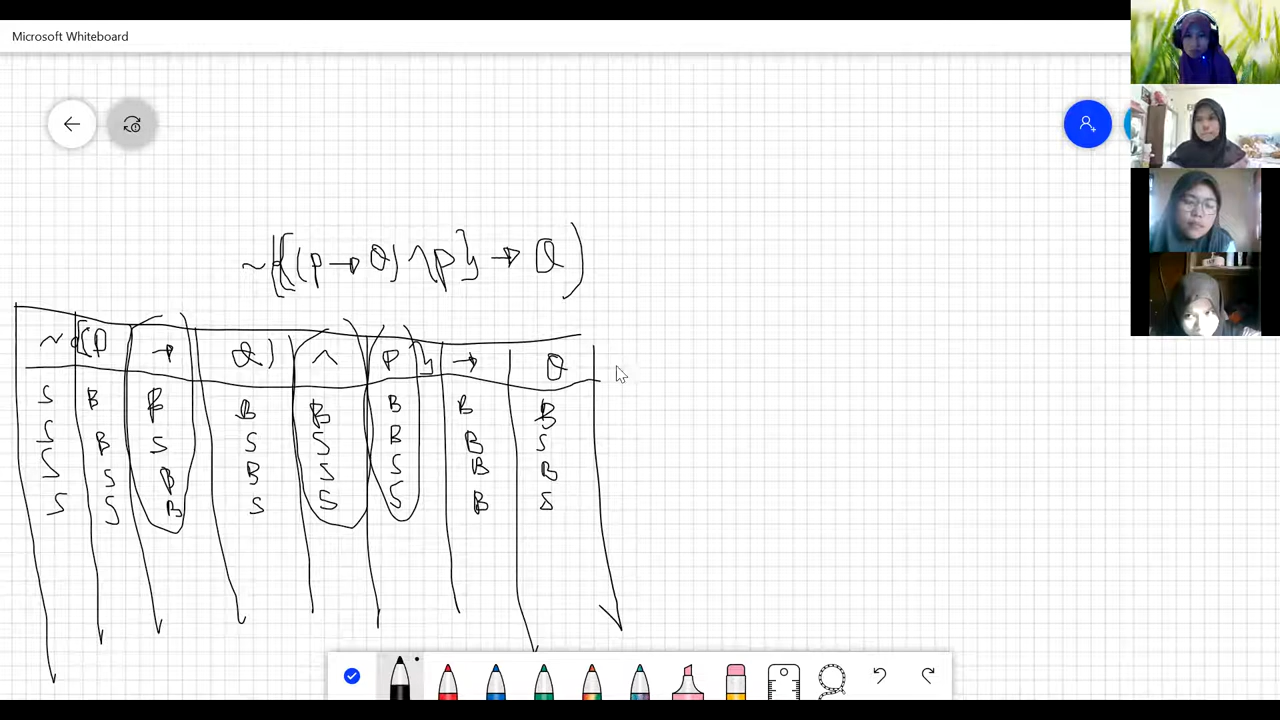 Microsoft Whiteboard
~{((p → Q) ∧ p} → Q)
~ {(p → Q) ∧ p } → Q
S B B B B B B B
S B S S S B B S
S S B B S S B B
S S B S S S B S